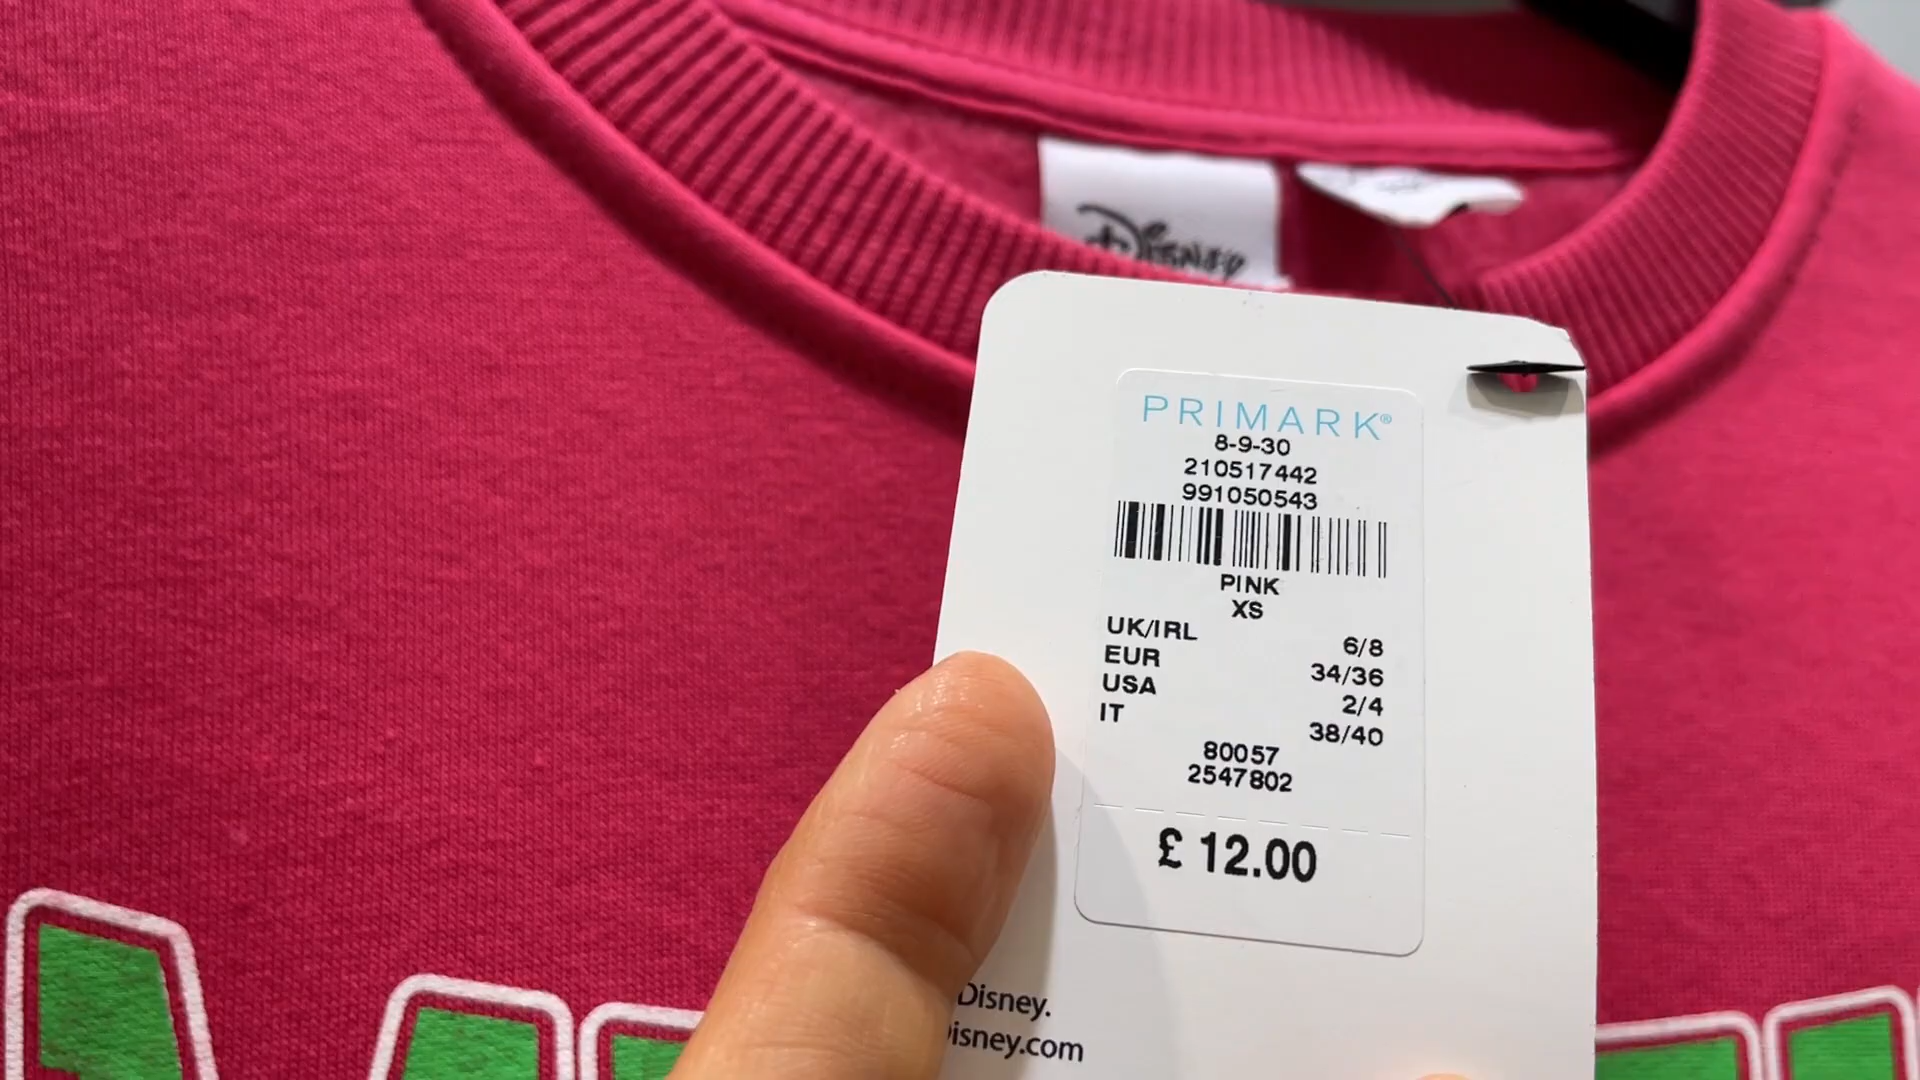 Disney
PRIMARK®
8-9-30
210517442
991050543
PINK
XS
UK/IRL 6/8
EUR 34/36
USA 2/4
IT 38/40
80057
2547802
£ 12.00
Disney.
isney.com